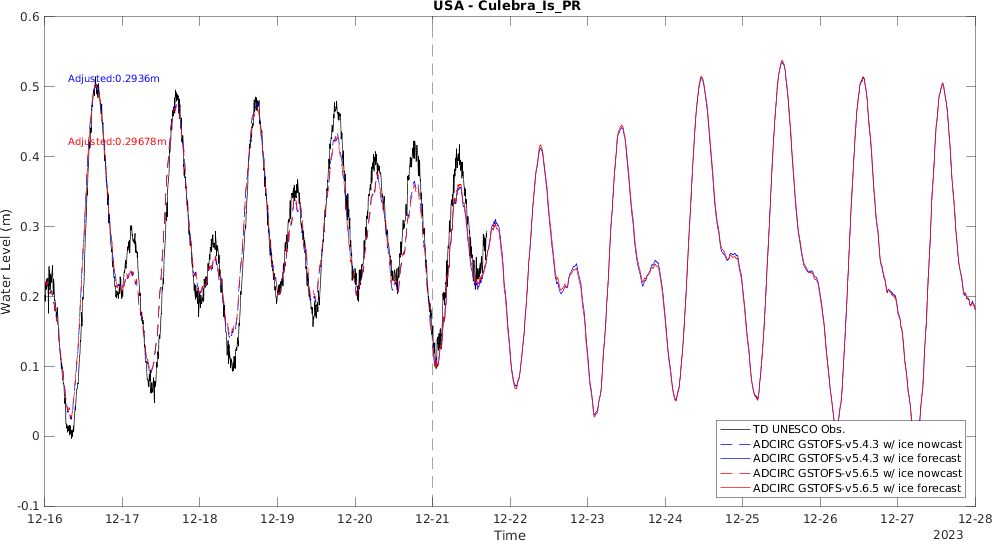 USA - Culebra_Is_PR
0.6
0.5
0.4
0.3
0.2
0.1
0
-0.1
Water Level (m)
Adjusted:0.2936m
Adjusted:0.29678m
TD UNESCO Obs.
ADCIRC GSTOFS-v5.4.3 w/ ice nowcast
ADCIRC GSTOFS-v5.4.3 w/ ice forecast
ADCIRC GSTOFS-v5.6.5 w/ ice nowcast
ADCIRC GSTOFS-v5.6.5 w/ ice forecast
12-16 12-17 12-18 12-19 12-20 12-21 12-22 12-23 12-24 12-25 12-26 12-27 12-28
Time
2023